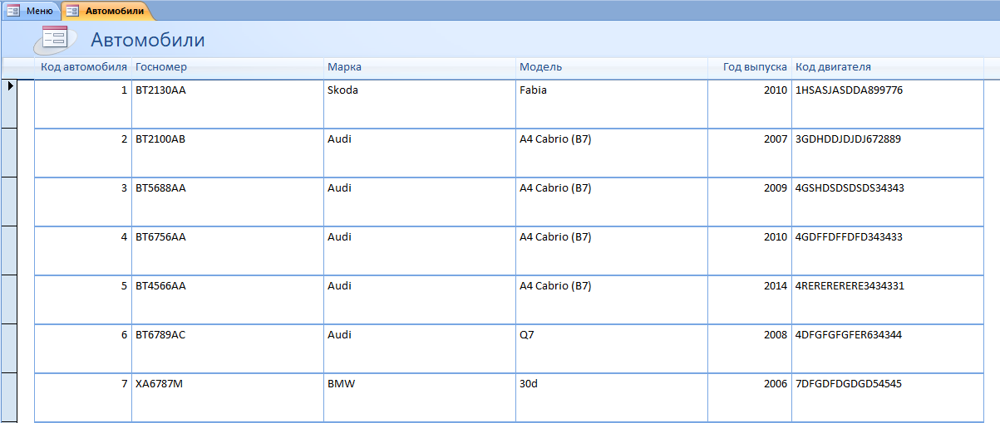 Меню Автомобили
Автомобили
Код автомобиля Госномер Марка Модель Год выпуска Код двигателя
1 BT2130AA Skoda Fabia 2010 1HSASJASDDA899776
2 BT2100AB Audi A4 Cabrio (B7) 2007 3GDHDDJDJDJ672889
3 BT5688AA Audi A4 Cabrio (B7) 2009 4GSHDSDSDSDS34343
4 BT6756AA Audi A4 Cabrio (B7) 2010 4GDFFDFFDFD343433
5 BT4566AA Audi A4 Cabrio (B7) 2014 4RERERERERE3434331
6 BT6789AC Audi Q7 2008 4DFGFGFGFER634344
7 XA6787M BMW 30d 2006 7DFGDFDGDGD54545